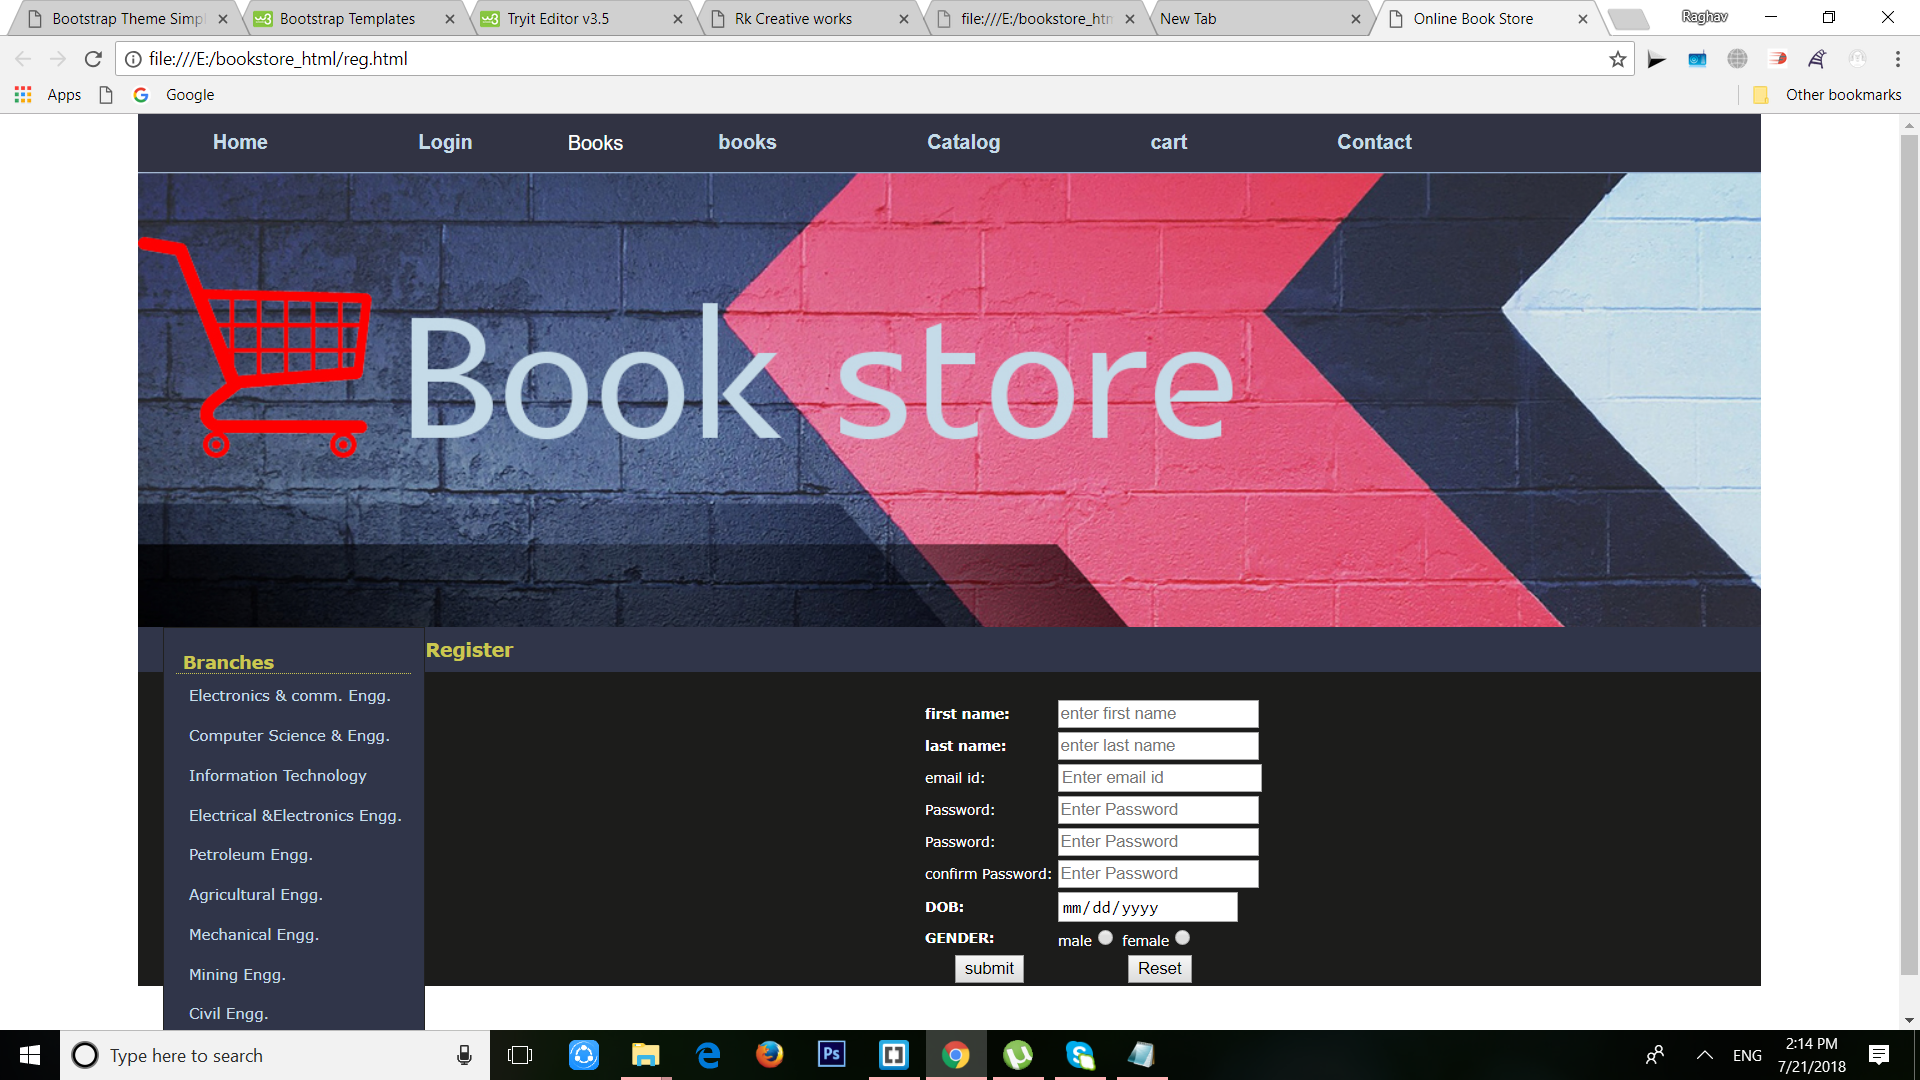 Bootstrap Theme Simpl
Bootstrap Templates
Tryit Editor v3.5
Rk Creative works
file:///E:/bookstore_htm
New Tab
Online Book Store
Raghav
file:///E:/bookstore_html/reg.html
Apps
Google
Other bookmarks
Home Login Books books Catalog cart Contact
Book store
Branches
Electronics & comm. Engg.
Computer Science & Engg.
Information Technology
Electrical &Electronics Engg.
Petroleum Engg.
Agricultural Engg.
Mechanical Engg.
Mining Engg.
Civil Engg.
Register
first name: enter first name
last name: enter last name
email id: Enter email id
Password: Enter Password
Password: Enter Password
confirm Password: Enter Password
DOB: mm/dd/yyyy
GENDER: male female
submit Reset
Type here to search
Ps
ENG
2:14 PM
7/21/2018